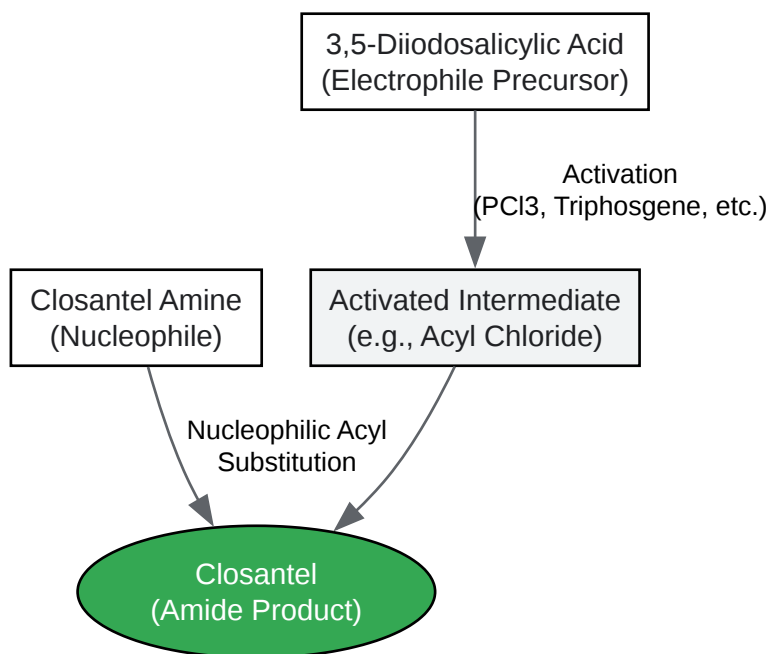 3,5-Diiodosalicylic Acid
(Electrophile Precursor)
Activation
(PCl3, Triphosgene, etc.)
Closantel Amine
(Nucleophile)
Activated Intermediate
(e.g., Acyl Chloride)
Nucleophilic Acyl
Substitution
Closantel
(Amide Product)